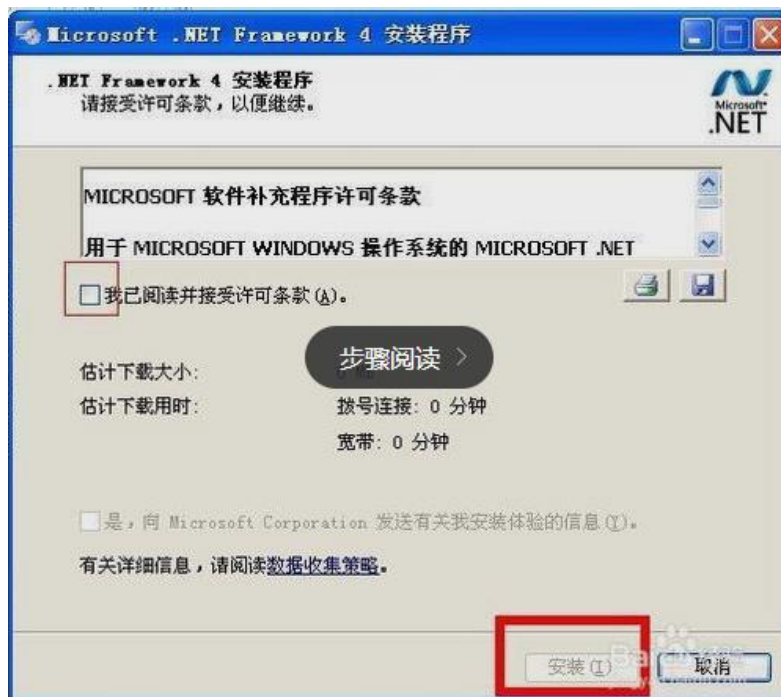 Microsoft .NET Framework 4 安装程序
.NET Framework 4 安装程序
请接受许可条款，以便继续。
Microsoft
.NET
MICROSOFT 软件补充程序许可条款
用于 MICROSOFT WINDOWS 操作系统的 MICROSOFT .NET
我已阅读并接受许可条款(A)。
步骤阅读
估计下载大小:
估计下载用时:
拨号连接: 0 分钟
宽带: 0 分钟
是，向 Microsoft Corporation 发送有关我安装体验的信息(Y)。
有关详细信息，请阅读数据收集策略。
安装(I)
取消